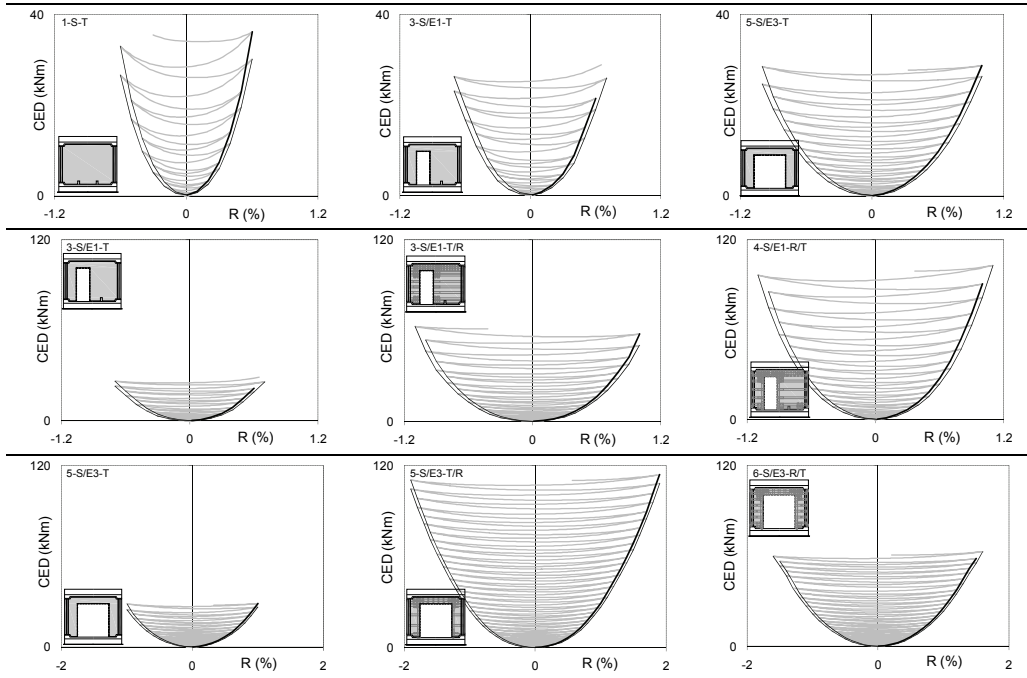 40
1-S-T
CED (kNm)
0
-1.2
0
R (%)
1.2
40
3-S/E1-T
CED (kNm)
0
-1.2
0
R (%)
1.2
40
5-S/E3-T
CED (kNm)
0
-1.2
0
R (%)
1.2
120
3-S/E1-T
CED (kNm)
0
-1.2
0
R (%)
1.2
120
3-S/E1-T/R
CED (kNm)
0
-1.2
0
R (%)
1.2
120
4-S/E1-R/T
CED (kNm)
0
-1.2
0
R (%)
1.2
120
5-S/E3-T
CED (kNm)
0
-2
0
R (%)
2
120
5-S/E3-T/R
CED (kNm)
0
-2
0
R (%)
2
120
6-S/E3-R/T
CED (kNm)
0
-2
0
R (%)
2